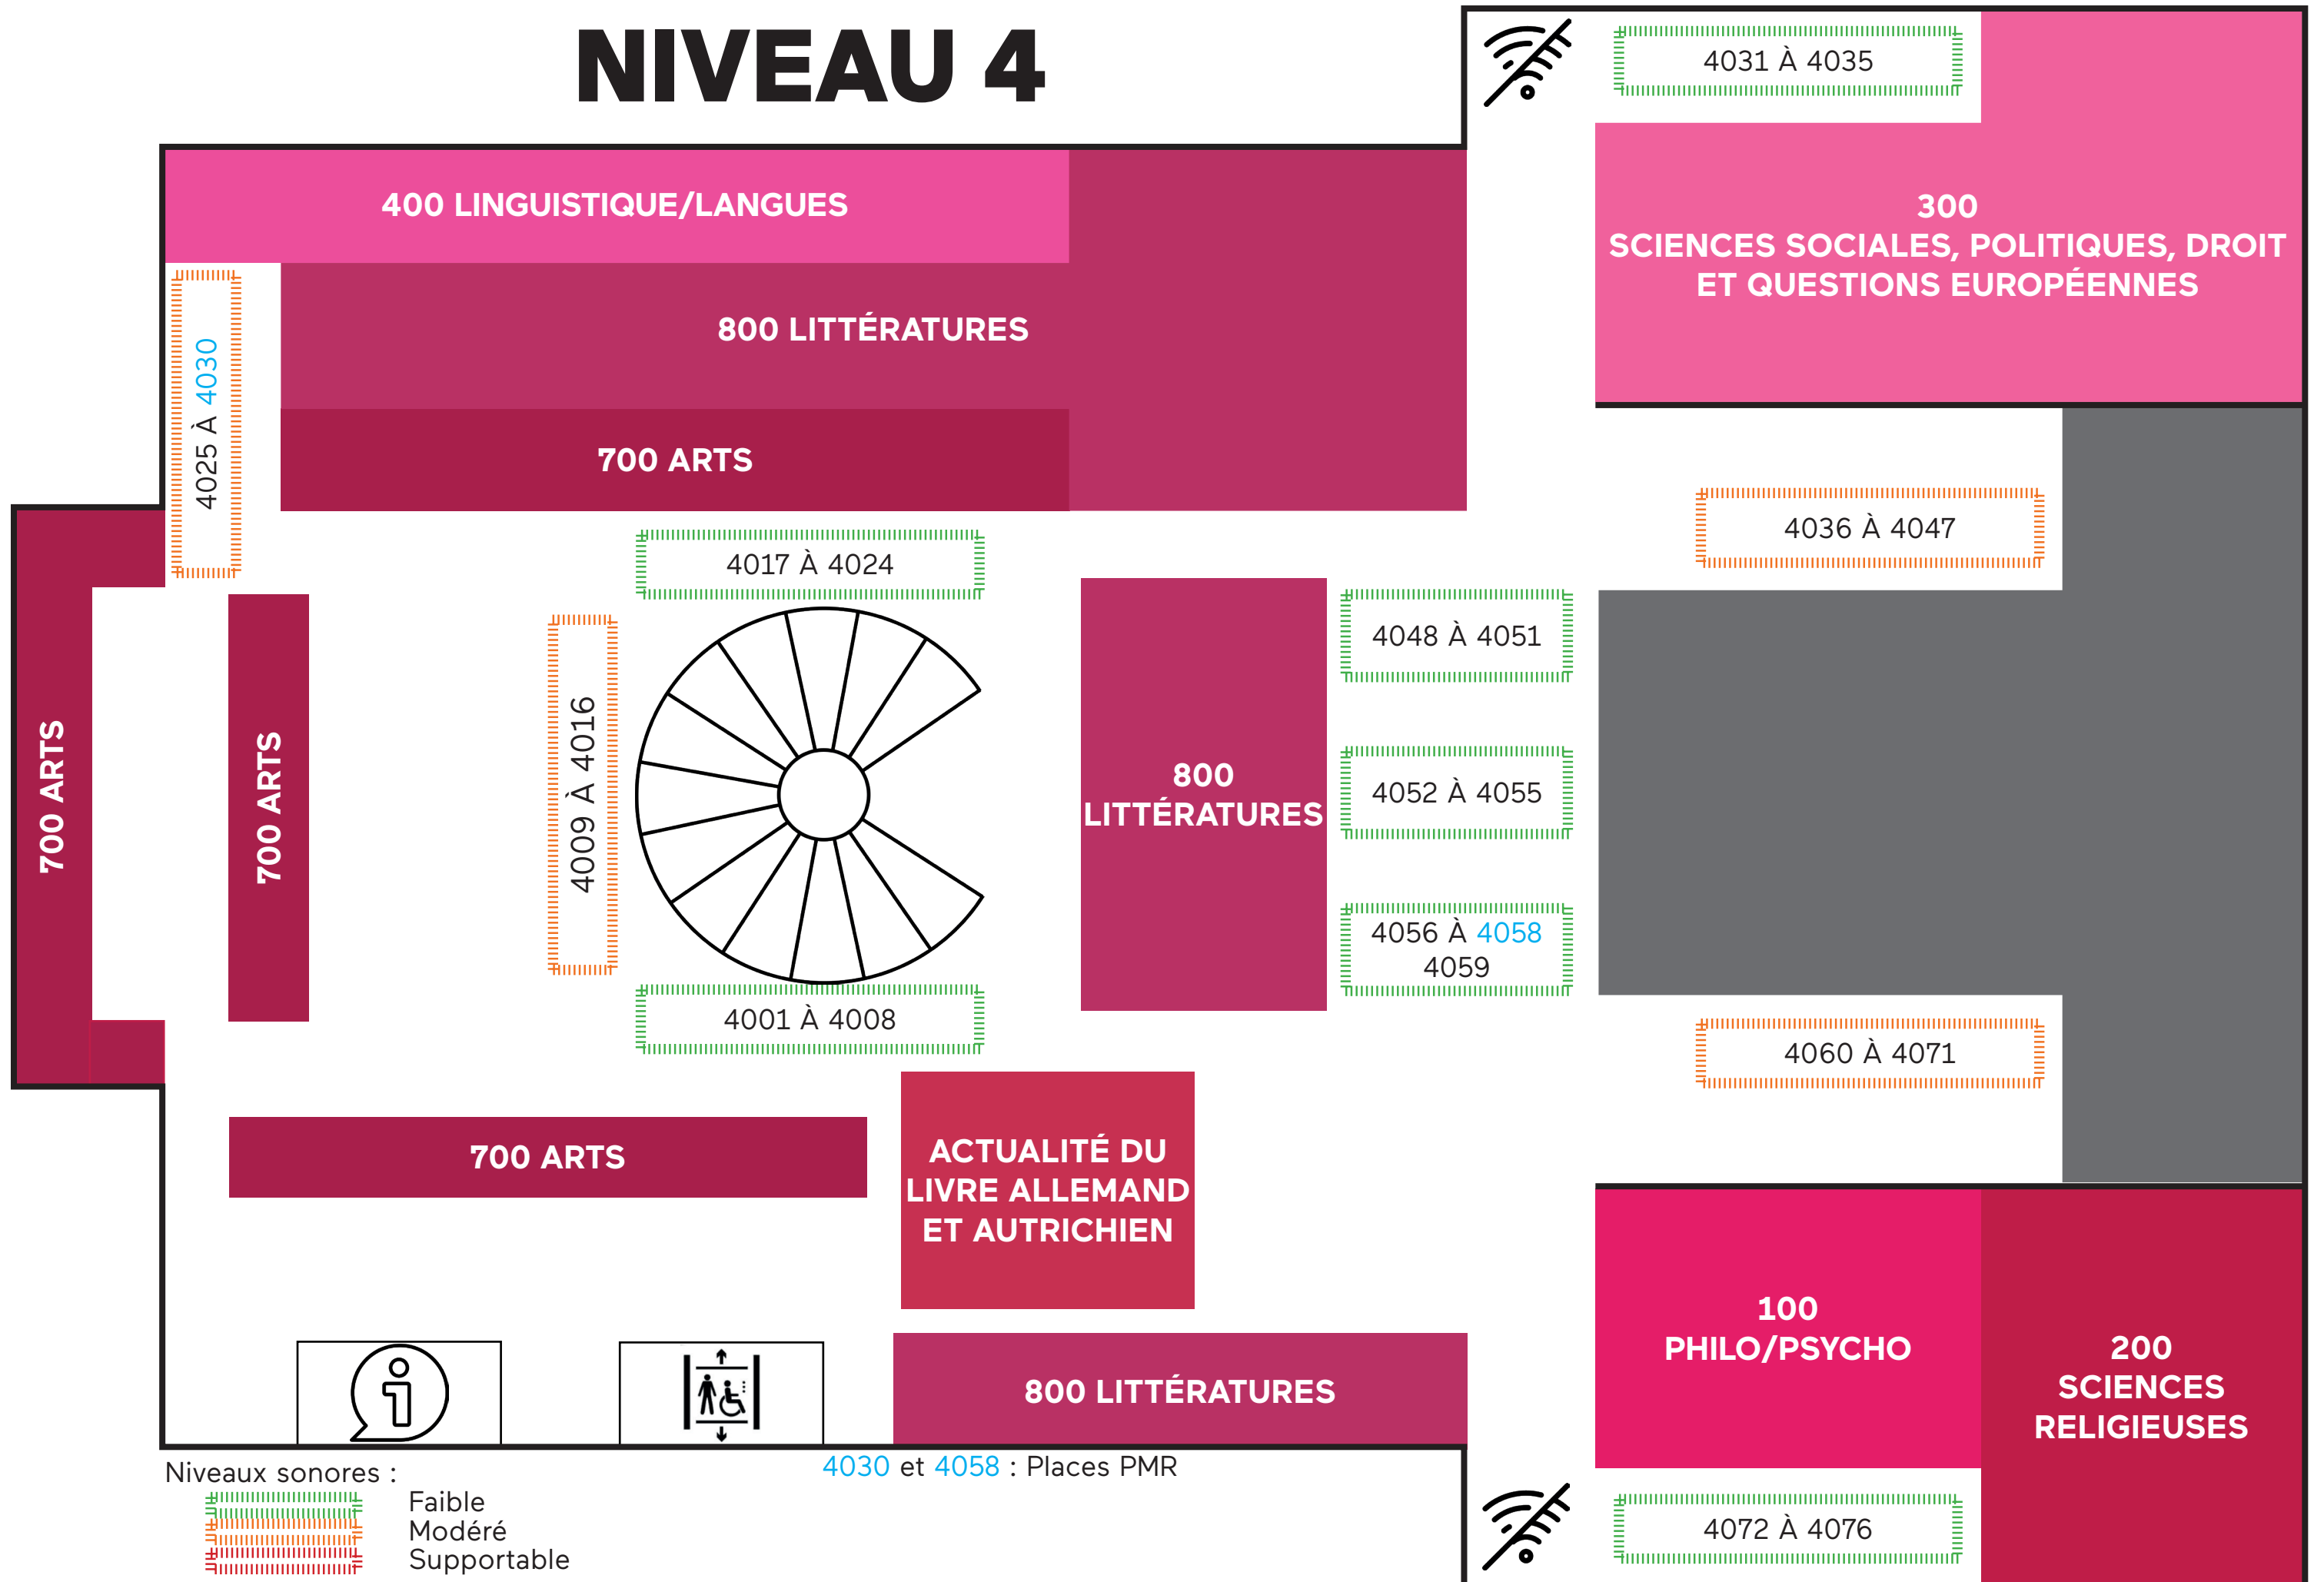 NIVEAU 4
4031 À 4035
400 LINGUISTIQUE/LANGUES
300
SCIENCES SOCIALES, POLITIQUES, DROIT
ET QUESTIONS EUROPÉENNES
800 LITTÉRATURES
4025 À 4030
700 ARTS
4036 À 4047
4017 À 4024
4048 À 4051
700 ARTS
700 ARTS
4009 À 4016
800
LITTÉRATURES
4052 À 4055
4056 À 4058
4059
4001 À 4008
4060 À 4071
700 ARTS
ACTUALITÉ DU
LIVRE ALLEMAND
ET AUTRICHIEN
100
PHILO/PSYCHO
200
SCIENCES
RELIGIEUSES
800 LITTÉRATURES
4030 et 4058 : Places PMR
Niveaux sonores :
Faible
Modéré
Supportable
4072 À 4076